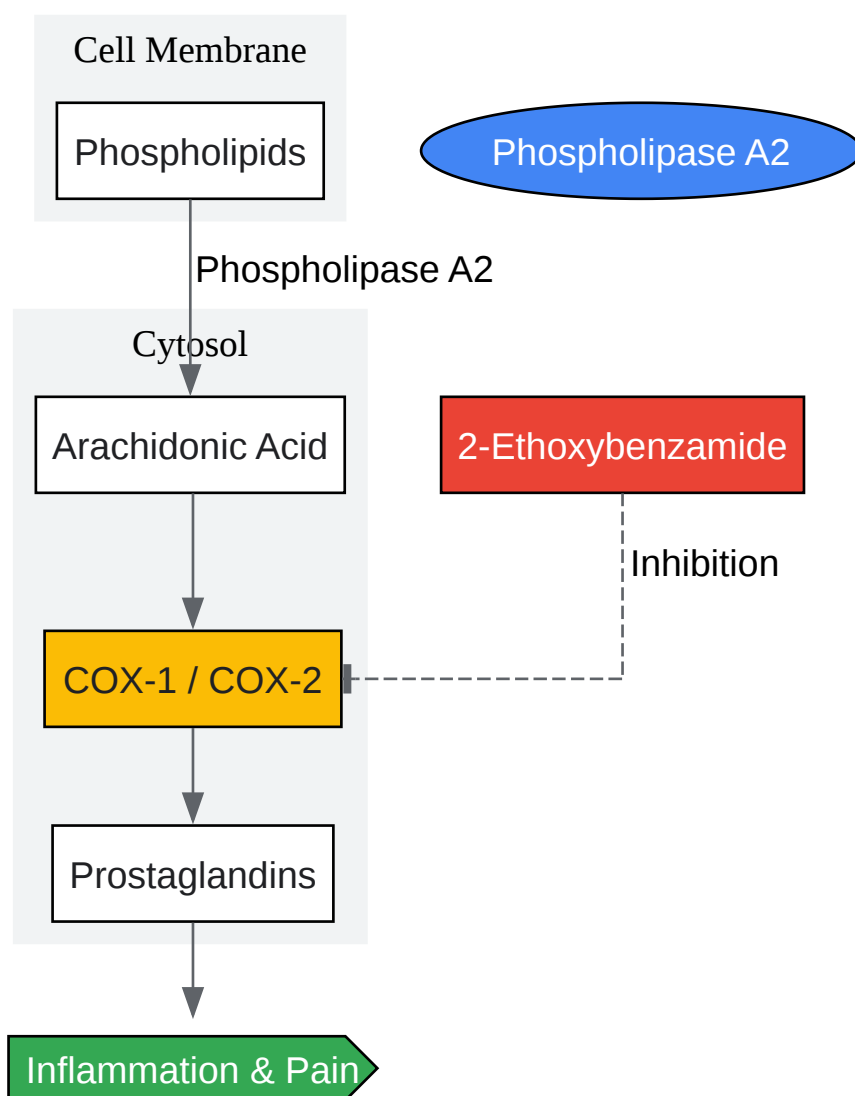 Cell Membrane
Phospholipids
Phospholipase A2
Phospholipase A2
Cytosol
Arachidonic Acid
2-Ethoxybenzamide
Inhibition
COX-1 / COX-2
Prostaglandins
Inflammation & Pain